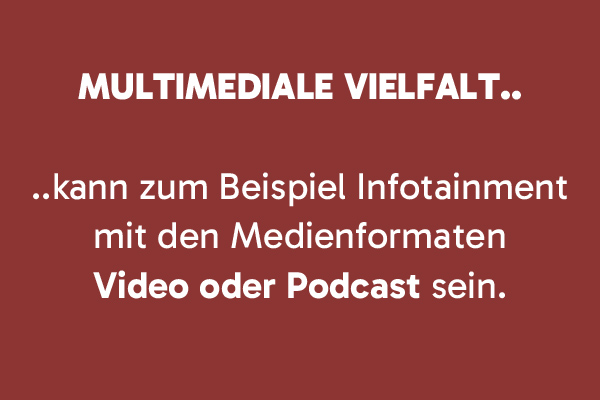 MULTIMEDIALE VIELFALT..
..kann zum Beispiel Infotainment
mit den Medienformaten
Video oder Podcast sein.